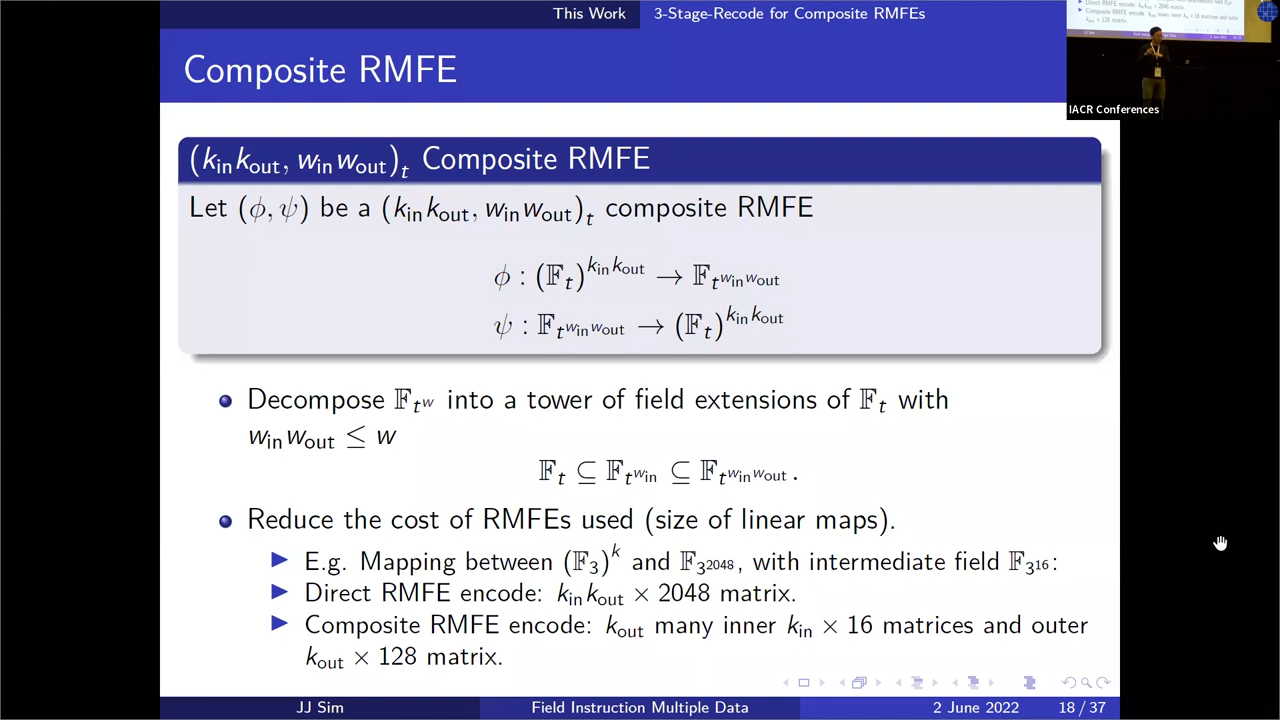 This Work 3-Stage-Recode for Composite RMFEs
Composite RMFE
IACR Conferences
(k_in k_out, w_in w_out)_t Composite RMFE
Let (ϕ, ψ) be a (k_in k_out, w_in w_out)_t composite RMFE
ϕ : (𝔽_t)^{k_in k_out} → 𝔽_{t^{w_in w_out}}
ψ : 𝔽_{t^{w_in w_out}} → (𝔽_t)^{k_in k_out}
Decompose 𝔽_{t^w} into a tower of field extensions of 𝔽_t with
w_in w_out ≤ w
𝔽_t ⊆ 𝔽_{t^{w_in}} ⊆ 𝔽_{t^{w_in w_out}}.
Reduce the cost of RMFEs used (size of linear maps).
E.g. Mapping between (𝔽_3)^k and 𝔽_{3^{2048}}, with intermediate field 𝔽_{3^{16}}:
Direct RMFE encode: k_in k_out × 2048 matrix.
Composite RMFE encode: k_out many inner k_in × 16 matrices and outer
k_out × 128 matrix.
JJ Sim Field Instruction Multiple Data 2 June 2022 18 / 37